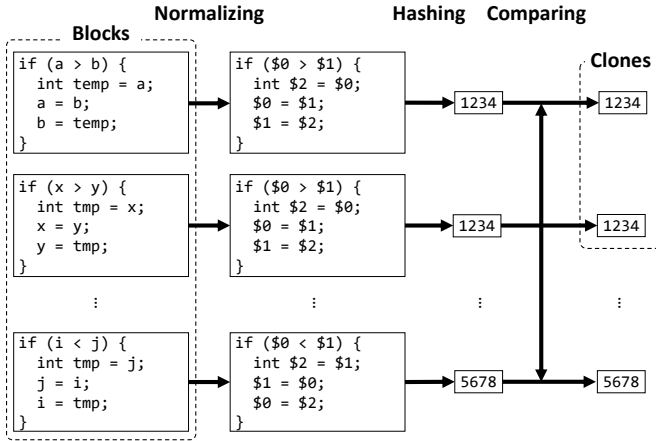 Normalizing
Hashing
Comparing
Blocks
Clones
if (a > b) {
  int temp = a;
  a = b;
  b = temp;
}
if ($0 > $1) {
  int $2 = $0;
  $0 = $1;
  $1 = $2;
}
1234
1234
if (x > y) {
  int tmp = x;
  x = y;
  y = tmp;
}
if ($0 > $1) {
  int $2 = $0;
  $0 = $1;
  $1 = $2;
}
1234
1234
⋮
⋮
⋮
⋮
if (i < j) {
  int tmp = j;
  j = i;
  i = tmp;
}
if ($0 < $1) {
  int $2 = $1;
  $1 = $0;
  $0 = $2;
}
5678
5678